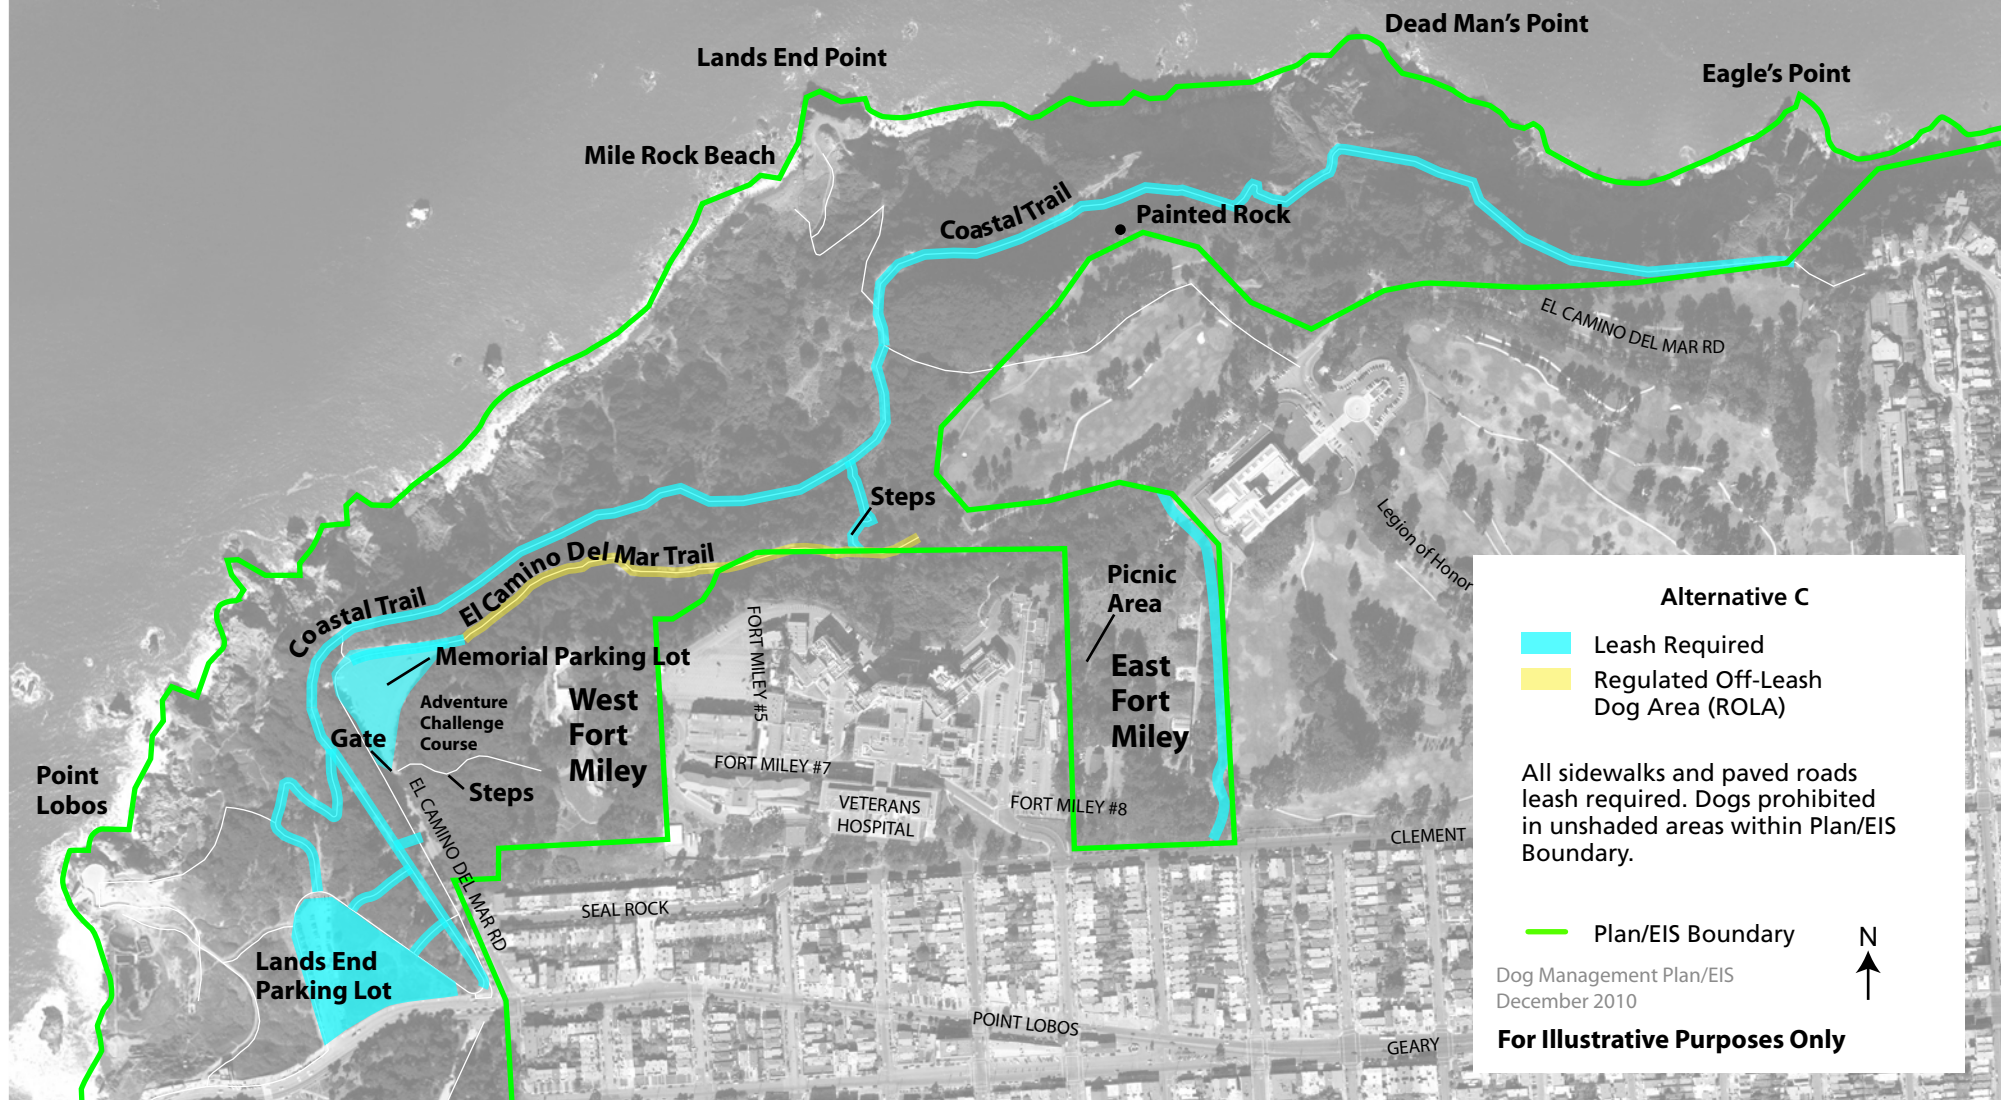 Dead Man's Point
Lands End Point
Eagle's Point
Mile Rock Beach
Coastal Trail
Painted Rock
EL CAMINO DEL MAR RD
Steps
Legion of Honor
El Camino Del Mar Trail
Coastal Trail
Picnic
Area
Memorial Parking Lot
East
Fort
Miley
West
Fort
Miley
FORT MILEY #5
Adventure
Challenge
Course
Gate
Steps
FORT MILEY #7
FORT MILEY #8
VETERANS
HOSPITAL
CLEMENT
Point
Lobos
EL CAMINO DEL MAR RD
SEAL ROCK
Lands End
Parking Lot
POINT LOBOS
GEARY
Alternative C
Leash Required
Regulated Off-Leash
Dog Area (ROLA)
All sidewalks and paved roads
leash required. Dogs prohibited
in unshaded areas within Plan/EIS
Boundary.
Plan/EIS Boundary
N
Dog Management Plan/EIS
December 2010
For Illustrative Purposes Only